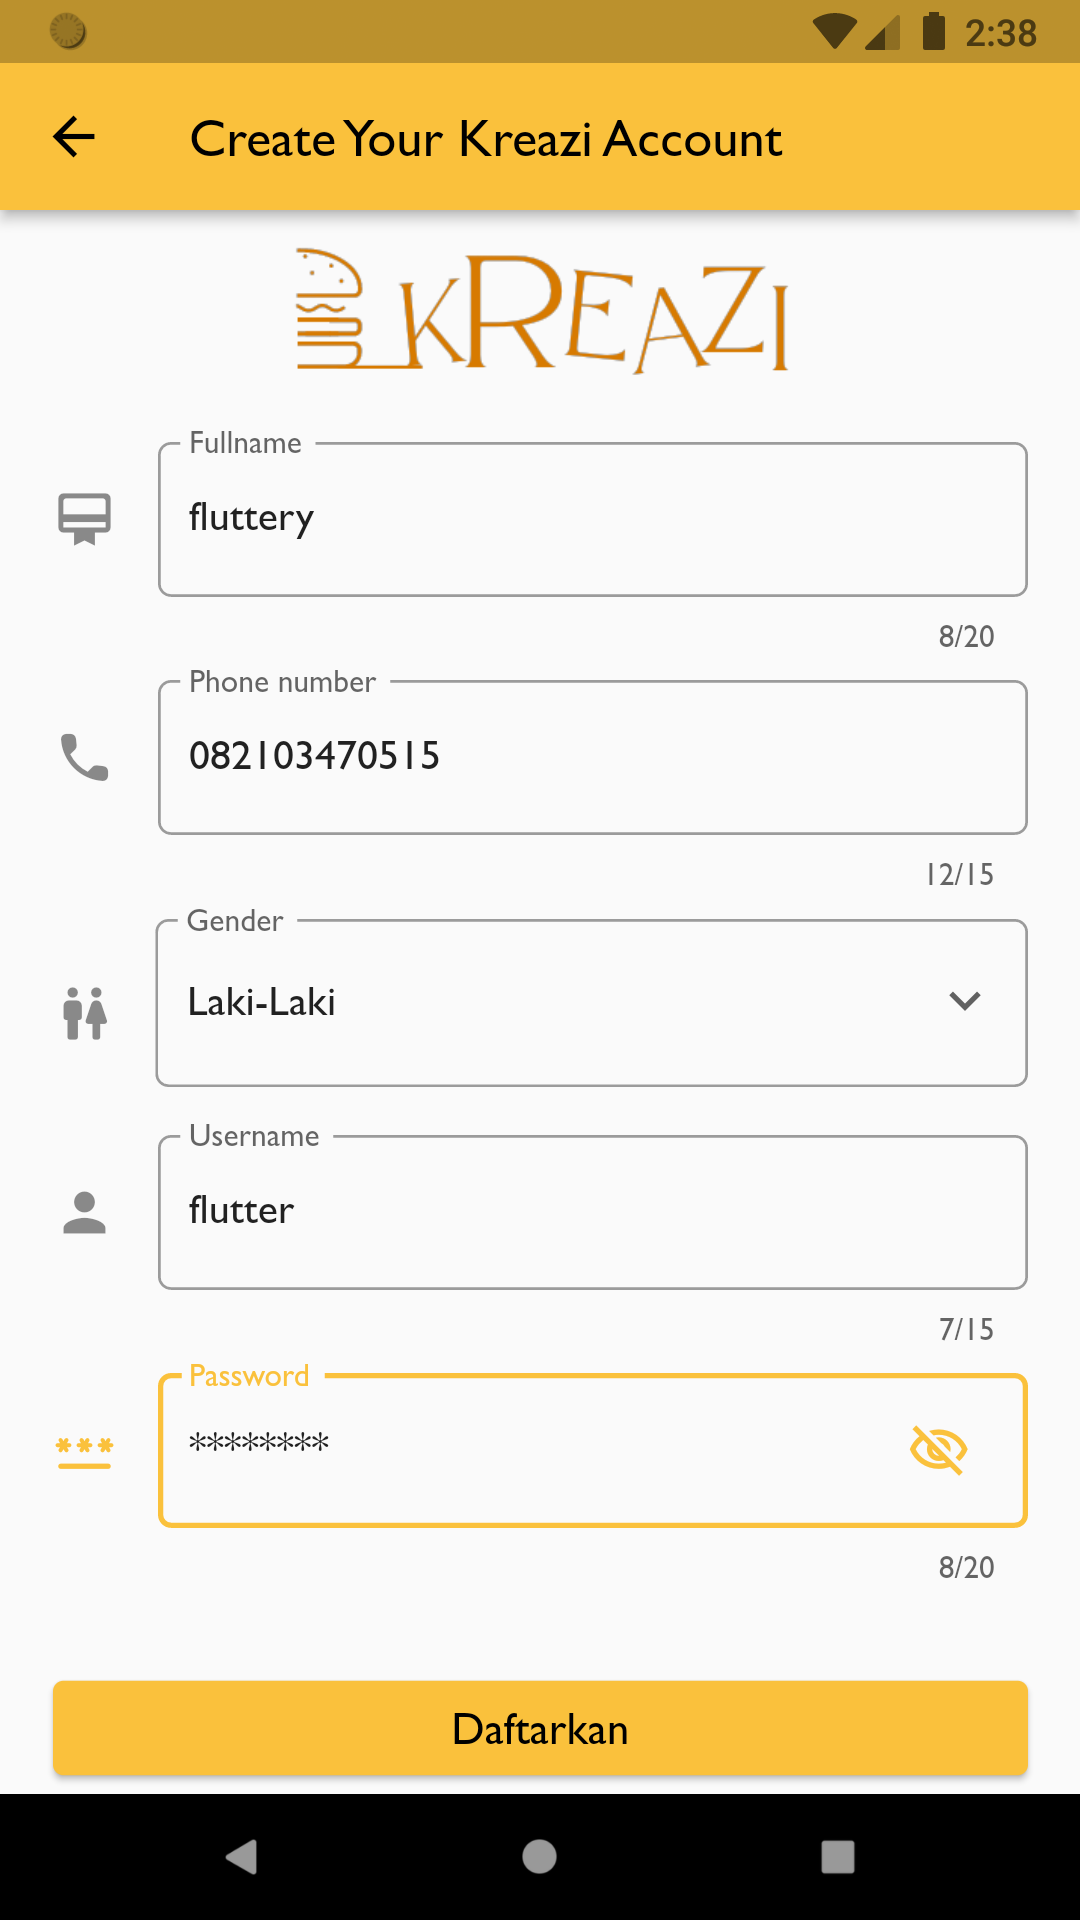 2:38
Create Your Kreazi Account
KREAZI
Fullname
fluttery
8/20
Phone number
082103470515
12/15
Gender
Laki-Laki
Username
flutter
7/15
Password
********
8/20
Daftarkan